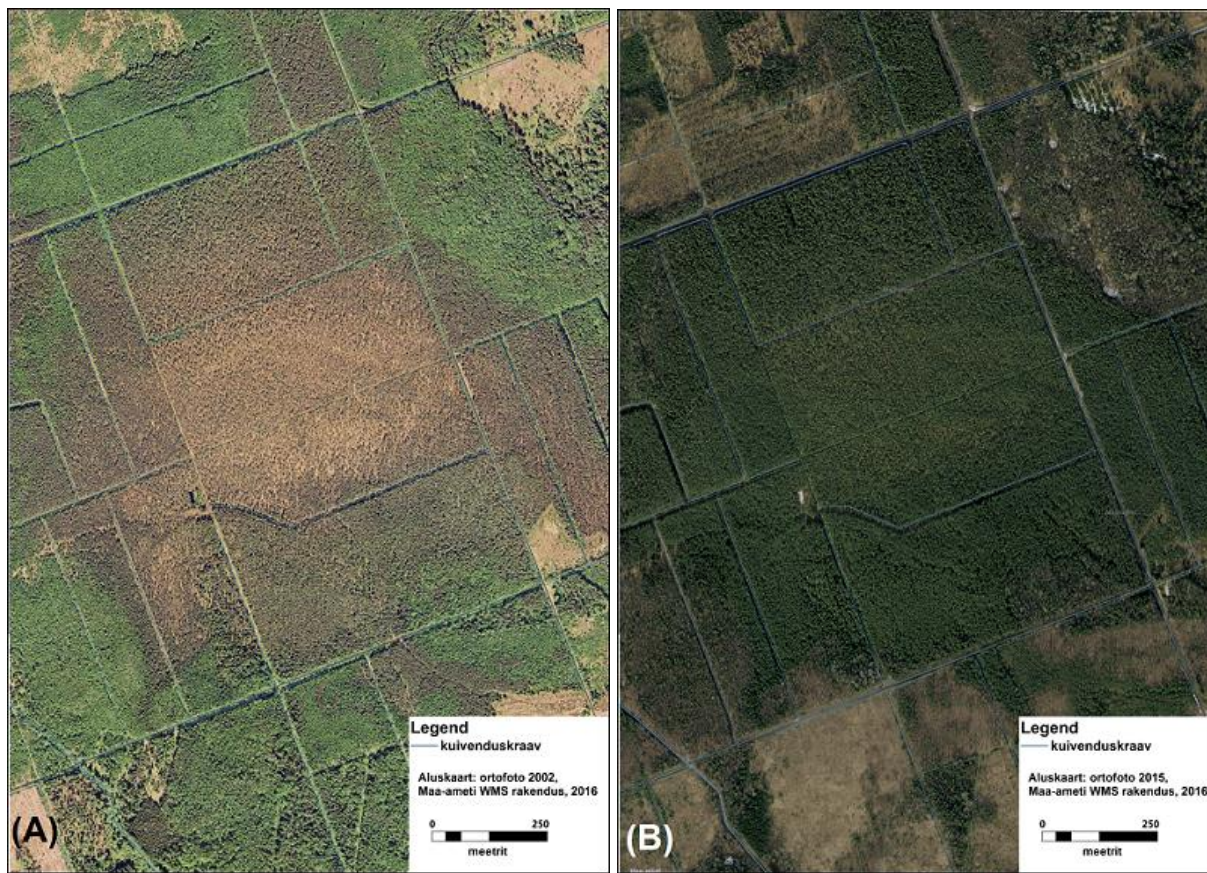 Legend
kuivenduskraav
Aluskaart: ortofoto 2002,
Maa-ameti WMS rakendus, 2016
0 250
meetrit
(A)
Legend
kuivenduskraav
Aluskaart: ortofoto 2015,
Maa-ameti WMS rakendus, 2016
0 250
meetrit
(B)